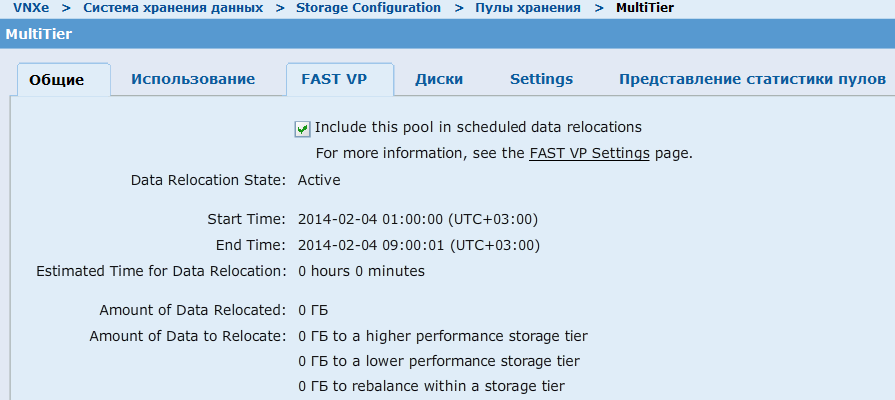 VNXe > Система хранения данных > Storage Configuration > Пулы хранения > MultiTier
MultiTier
Общие Использование FAST VP Диски Settings Представление статистики пулов
Include this pool in scheduled data relocations
For more information, see the FAST VP Settings page.
Data Relocation State: Active
Start Time: 2014-02-04 01:00:00 (UTC+03:00)
End Time: 2014-02-04 09:00:01 (UTC+03:00)
Estimated Time for Data Relocation: 0 hours 0 minutes
Amount of Data Relocated: 0 ГБ
Amount of Data to Relocate: 0 ГБ to a higher performance storage tier
0 ГБ to a lower performance storage tier
0 ГБ to rebalance within a storage tier